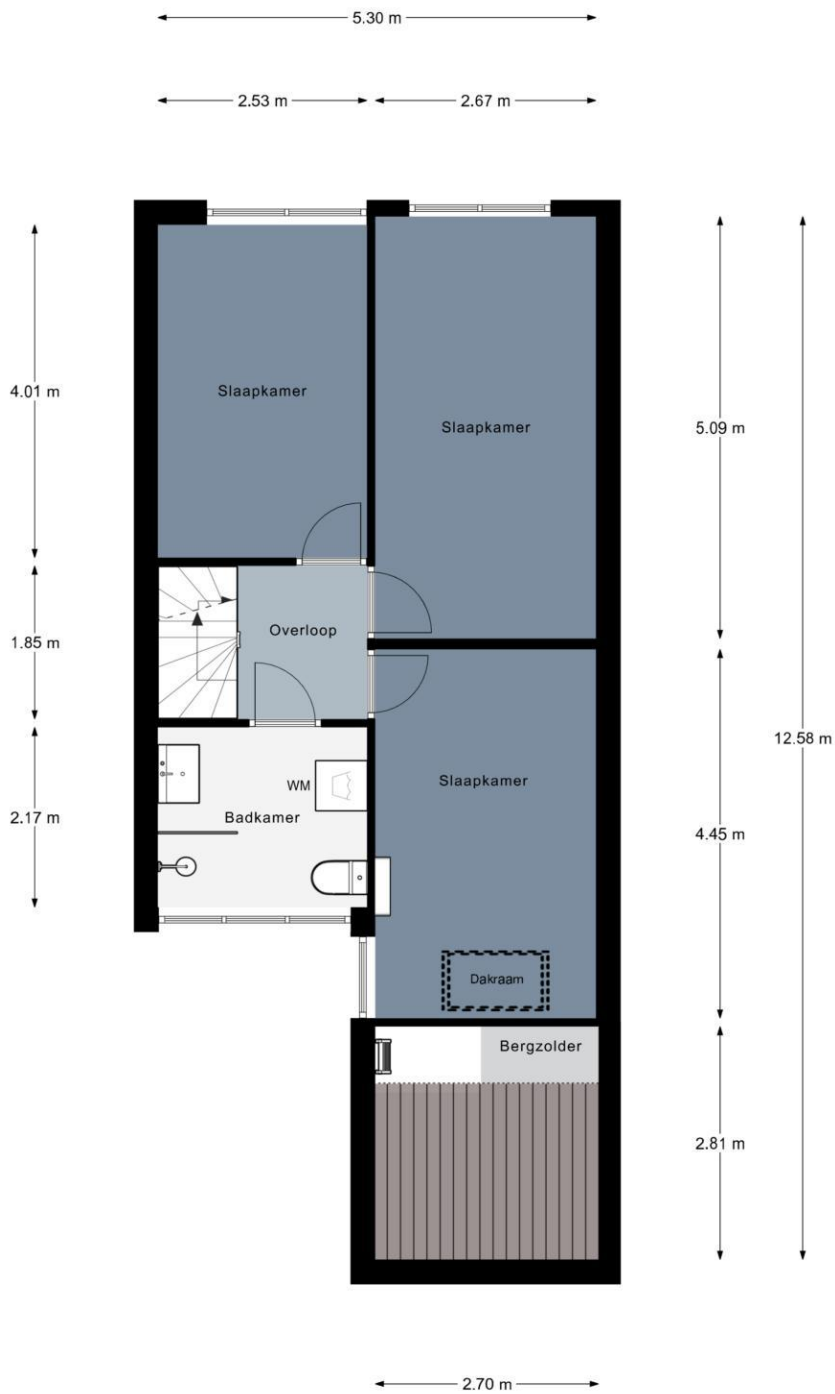 5.30 m
2.53 m
2.67 m
4.01 m
Slaapkamer
Slaapkamer
5.09 m
1.85 m
Overloop
12.58 m
WM
Slaapkamer
2.17 m
Badkamer
4.45 m
Dakraam
Bergzolder
2.81 m
2.70 m